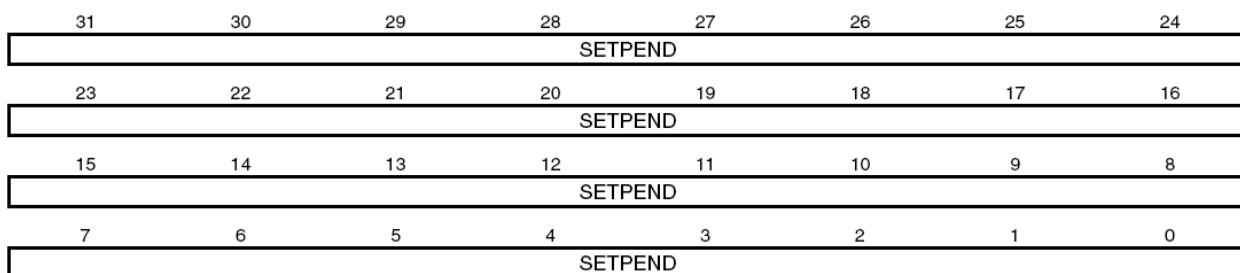 31 30 29 28 27 26 25 24
SETPEND
23 22 21 20 19 18 17 16
SETPEND
15 14 13 12 11 10 9 8
SETPEND
7 6 5 4 3 2 1 0
SETPEND